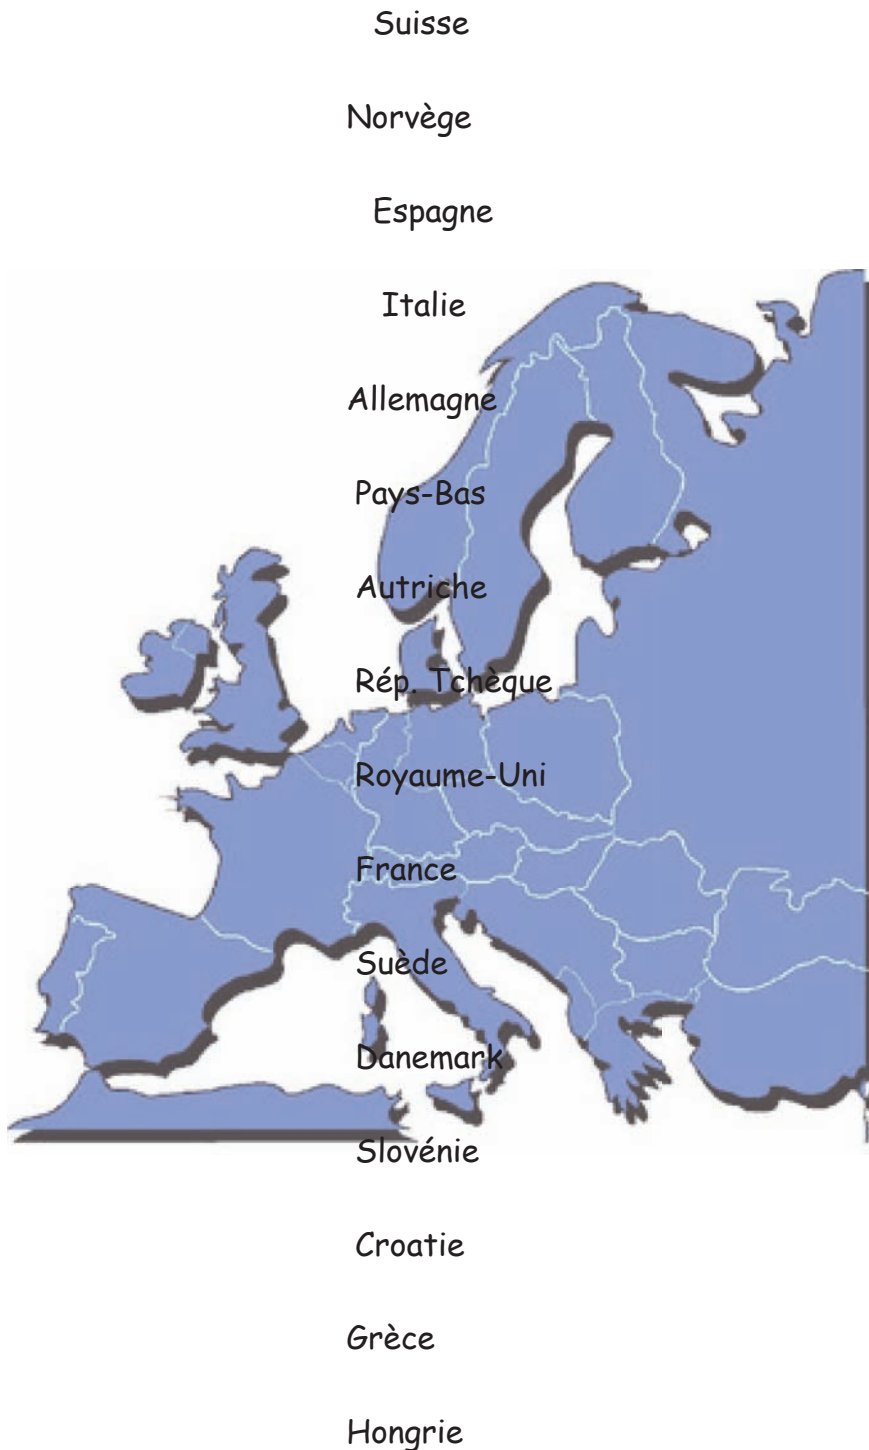 Suisse
Norvège
Espagne
Italie
Allemagne
Pays-Bas
Autriche
Rép. Tchèque
Royaume-Uni
France
Suède
Danemark
Slovénie
Croatie
Grèce
Hongrie